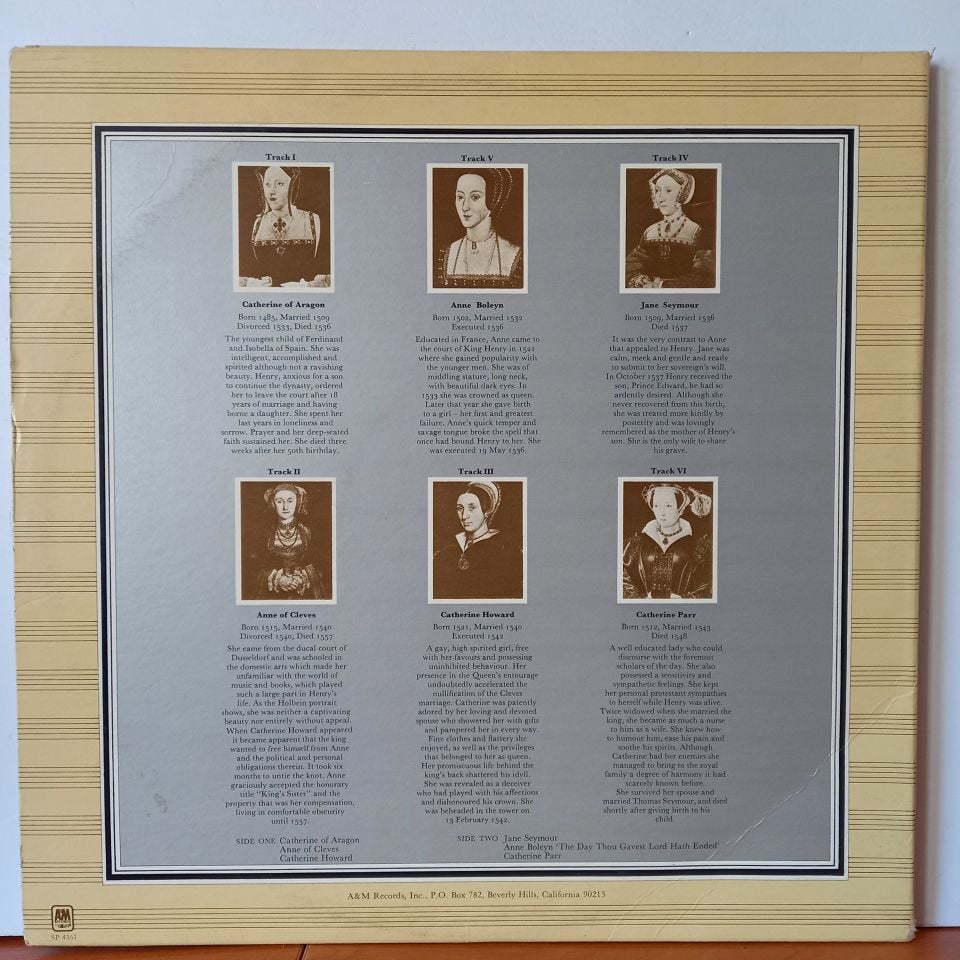 Track I
Catherine of Aragon
Born 1485, Married 1509
Divorced 1533, Died 1536
The youngest child of Ferdinand
and Isobella of Spain. She was
intelligent, accomplished and
spirited although not a ravishing
beauty. Henry, anxious for a son
to continue the dynasty, ordered
her to leave the court after 18
years of marriage and having
borne a daughter. She spent her
last years in loneliness and
sorrow. Prayer and her deep-seated
faith sustained her. She died three
weeks after her 50th birthday.
Track V
Anne Boleyn
Born 1502, Married 1532
Executed 1536
Educated in France, Anne came to
the court of King Henry in 1521
where she gained popularity with
the younger men. She was of
middling stature, long neck,
with beautiful dark eyes. In
1533 she was crowned as queen.
Later that year she gave birth
to a girl – her first and greatest
failure. Anne's quick temper and
savage tongue broke the spell that
once had bound Henry to her. She
was executed 19 May 1536.
Track IV
Jane Seymour
Born 1509, Married 1536
Died 1537
It was the very contrast to Anne
that appealed to Henry. Jane was
calm, meek and gentle and ready
to submit to her sovereign's will.
In October 1537 Henry received the
son, Prince Edward, he had so
ardently desired. Although she
never recovered from this birth,
she was treated more kindly by
posterity and was lovingly
remembered as the mother of Henry's
son. She is the only wife to share
his grave.
Track II
Anne of Cleves
Born 1515, Married 1540
Divorced 1540, Died 1557
She came from the ducal court of
Dusseldorf and was schooled in
the domestic arts which made her
unfamiliar with the world of
music and books, which played
such a large part in Henry's
life. As the Holbein portrait
shows, she was neither a captivating
beauty nor entirely without appeal.
When Catherine Howard appeared
it became apparent that the king
wanted to free himself from Anne
and the political and personal
obligations therein. It took six
months to untie the knot. Anne
graciously accepted the honorary
title "King's Sister" and the
property that was her compensation,
living in comfortable obscurity
until 1557.
Track III
Catherine Howard
Born 1521, Married 1540
Executed 1542
A gay, high spirited girl, free
with her favours and possessing
uninhibited behaviour. Her
presence in the Queen's entourage
undoubtedly accelerated the
nullification of the Cleves
marriage. Catherine was patently
adored by her loving and devoted
spouse who showered her with gifts
and pampered her in every way.
Fine clothes and flattery she
enjoyed, as well as the privileges
that belonged to her as queen.
Her promiscuous life behind the
king's back shattered his idyll.
She was revealed as a deceiver
who had played with his affections
and dishonoured his crown. She
was beheaded in the tower on
13 February 1542.
Track VI
Catherine Parr
Born 1512, Married 1543
Died 1548
A well educated lady who could
discourse with the foremost
scholars of the day. She also
possessed a sensitivity and
sympathetic feelings. She kept
her personal protestant sympathies
to herself while Henry was alive.
Twice widowed when she married the
king, she became as much a nurse
to him as a wife. She knew how
to humour him, ease his pain and
soothe his spirits. Although
Catherine had her enemies she
managed to bring to the royal
family a degree of harmony it had
scarcely known before.
She survived her spouse and
married Thomas Seymour, and died
shortly after giving birth to his
child.
SIDE ONE Catherine of Aragon
Anne of Cleves
Catherine Howard
SIDE TWO Jane Seymour
Anne Boleyn 'The Day Thou Gavest Lord Hath Ended'
Catherine Parr
A&M Records, Inc., P.O. Box 782, Beverly Hills, California 90213
A&M
SP 4361